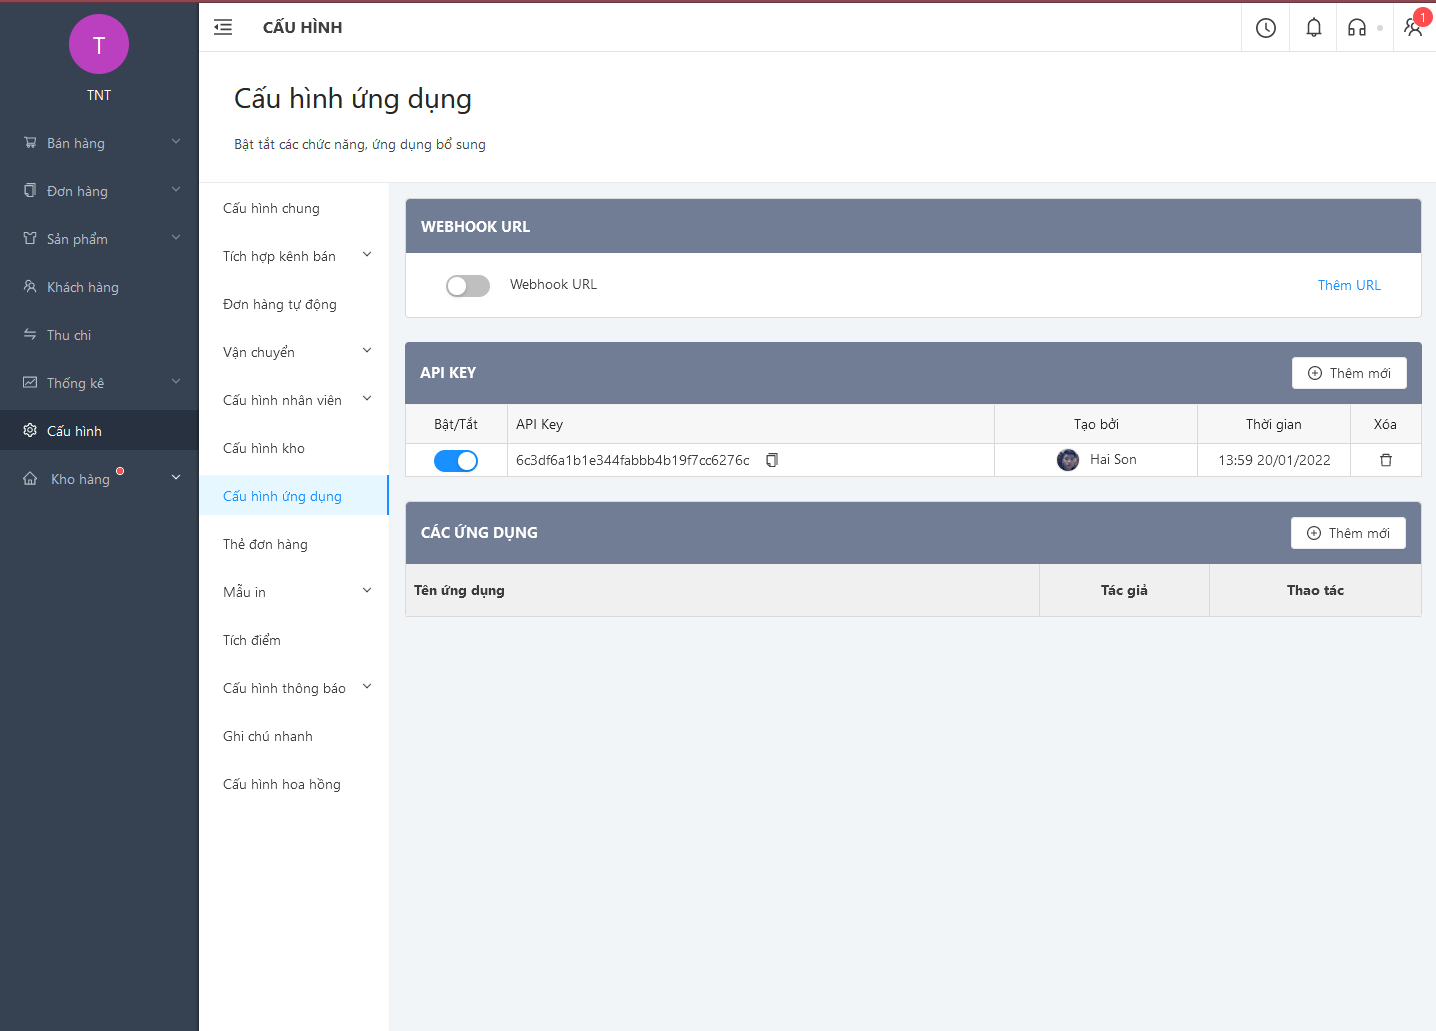 T
TNT
Bán hàng
Đơn hàng
Sản phẩm
Khách hàng
Thu chi
Thống kê
Cấu hình
Kho hàng
CẤU HÌNH
1
Cấu hình ứng dụng
Bật tắt các chức năng, ứng dụng bổ sung
Cấu hình chung
Tích hợp kênh bán
Đơn hàng tự động
Vận chuyển
Cấu hình nhân viên
Cấu hình kho
Cấu hình ứng dụng
Thẻ đơn hàng
Mẫu in
Tích điểm
Cấu hình thông báo
Ghi chú nhanh
Cấu hình hoa hồng
WEBHOOK URL
Webhook URL Thêm URL
API KEY Thêm mới
Bật/Tắt API Key Tạo bởi Thời gian Xóa
6c3df6a1b1e344fabbb4b19f7cc6276c Hai Son 13:59 20/01/2022
CÁC ỨNG DỤNG Thêm mới
Tên ứng dụng Tác giả Thao tác